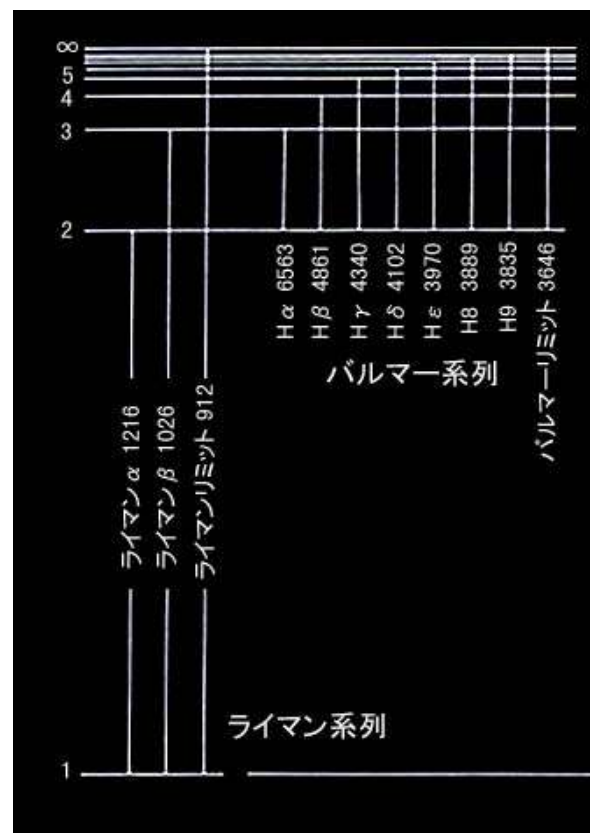 ∞
5
4
3
2
Hα 6563
Hβ 4861
Hγ 4340
Hδ 4102
Hε 3970
H8 3889
H9 3835
バルマーリミット 3646
バルマー系列
ライマンα 1216
ライマンβ 1026
ライマンリミット 912
ライマン系列
1